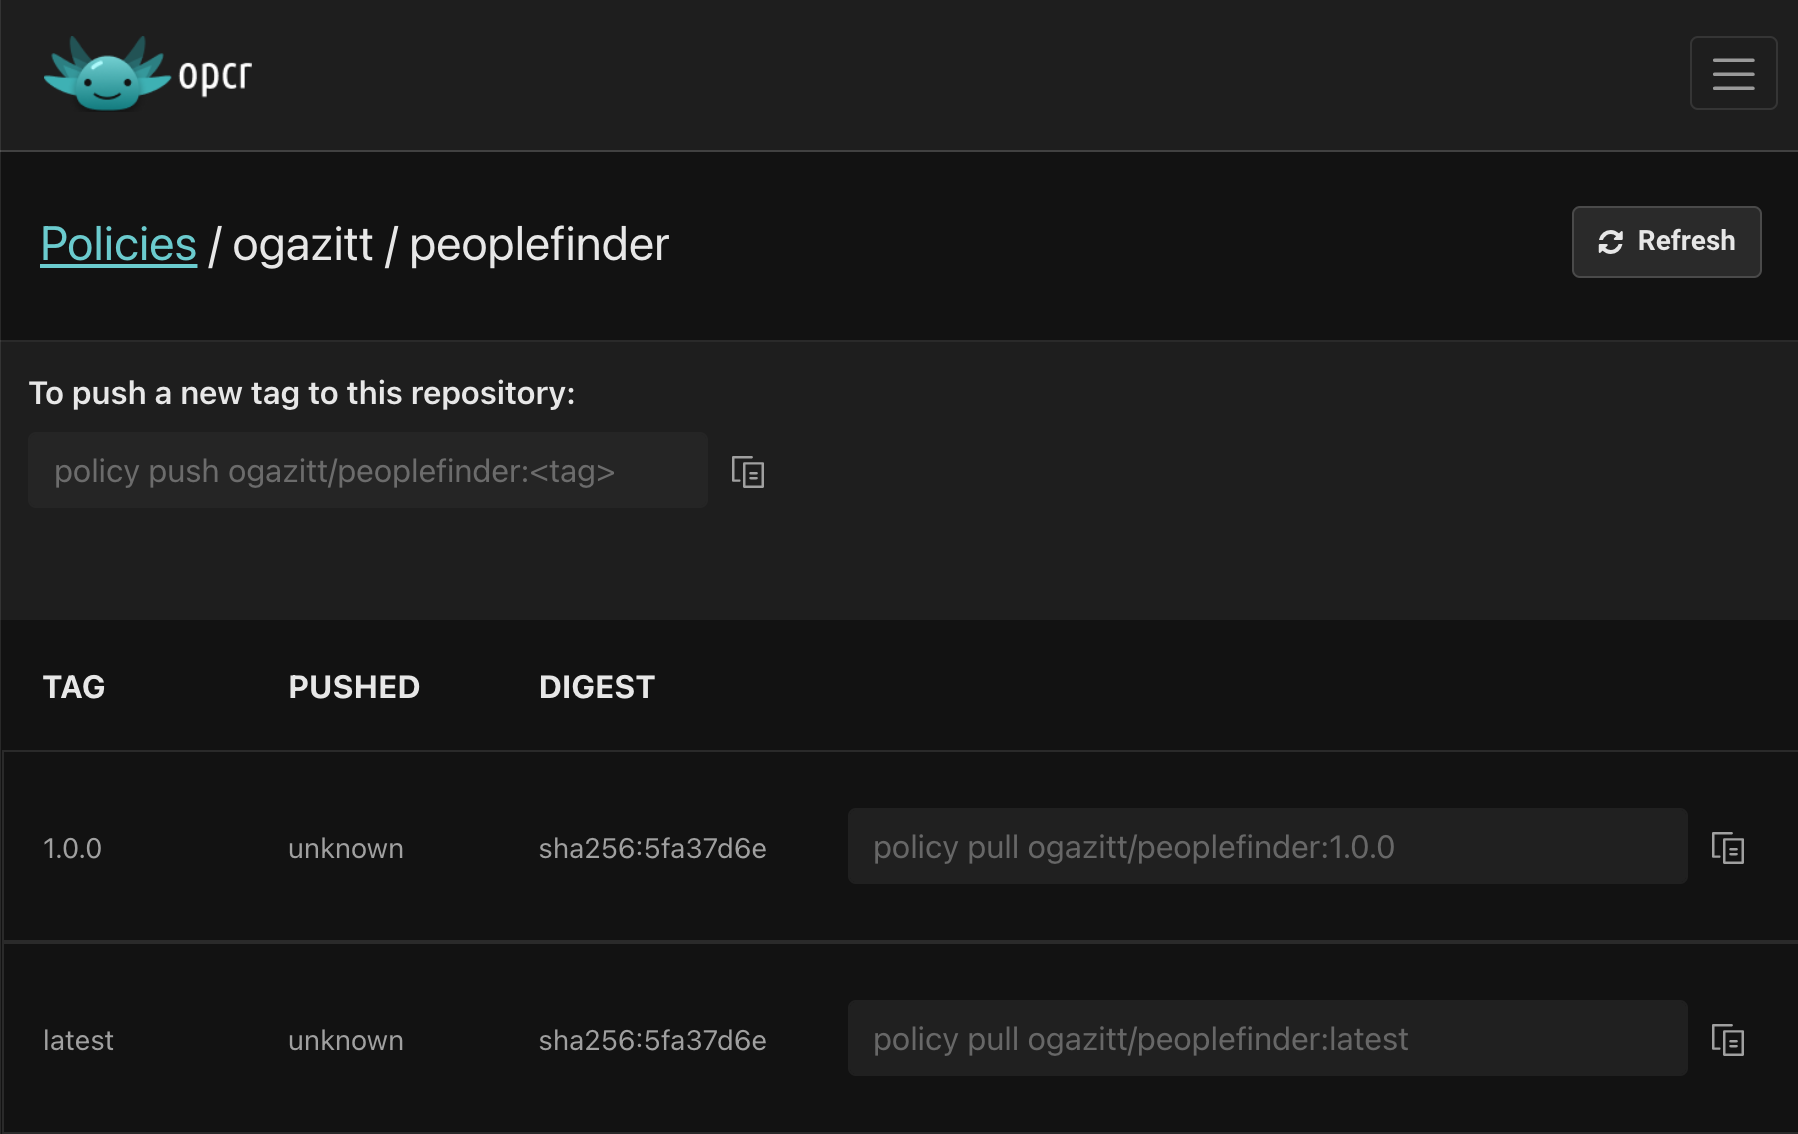 opcr
Policies / ogazitt / peoplefinder
Refresh
To push a new tag to this repository:
policy push ogazitt/peoplefinder:<tag>
TAG PUSHED DIGEST
1.0.0 unknown sha256:5fa37d6e policy pull ogazitt/peoplefinder:1.0.0
latest unknown sha256:5fa37d6e policy pull ogazitt/peoplefinder:latest